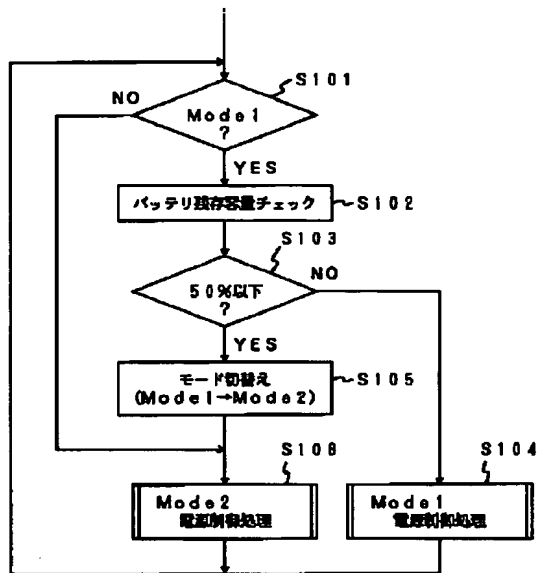 S101
NO
Mode1
?
YES
バッテリ残存容量チェック
S102
S103
NO
50%以下
?
YES
モード切替え
(Mode1→Mode2)
S105
S106
S104
Mode2
電源制御処理
Mode1
電源制御処理